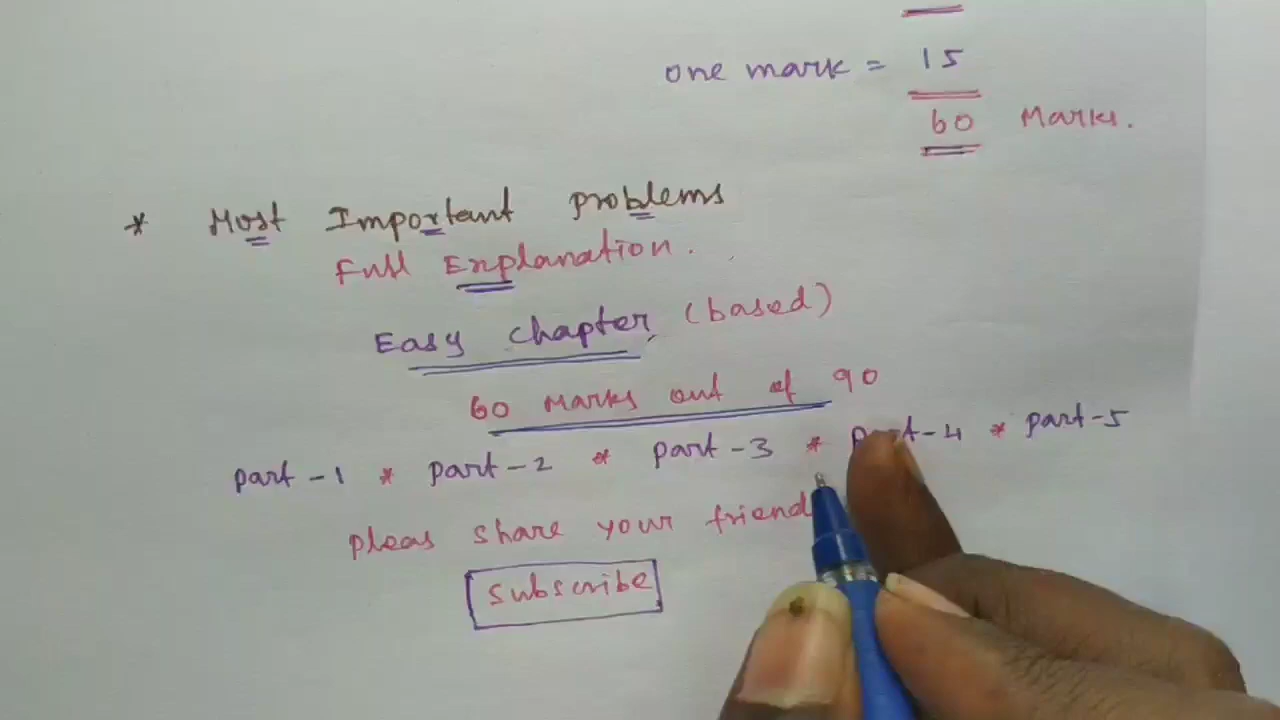 one mark = 15
60 Marks.
* Most Important problems
Full Explanation.
Easy chapter (based)
60 Marks out of 90
part-1 * part-2 * part-3 * part-4 * part-5
pleas share your friend
subscribe